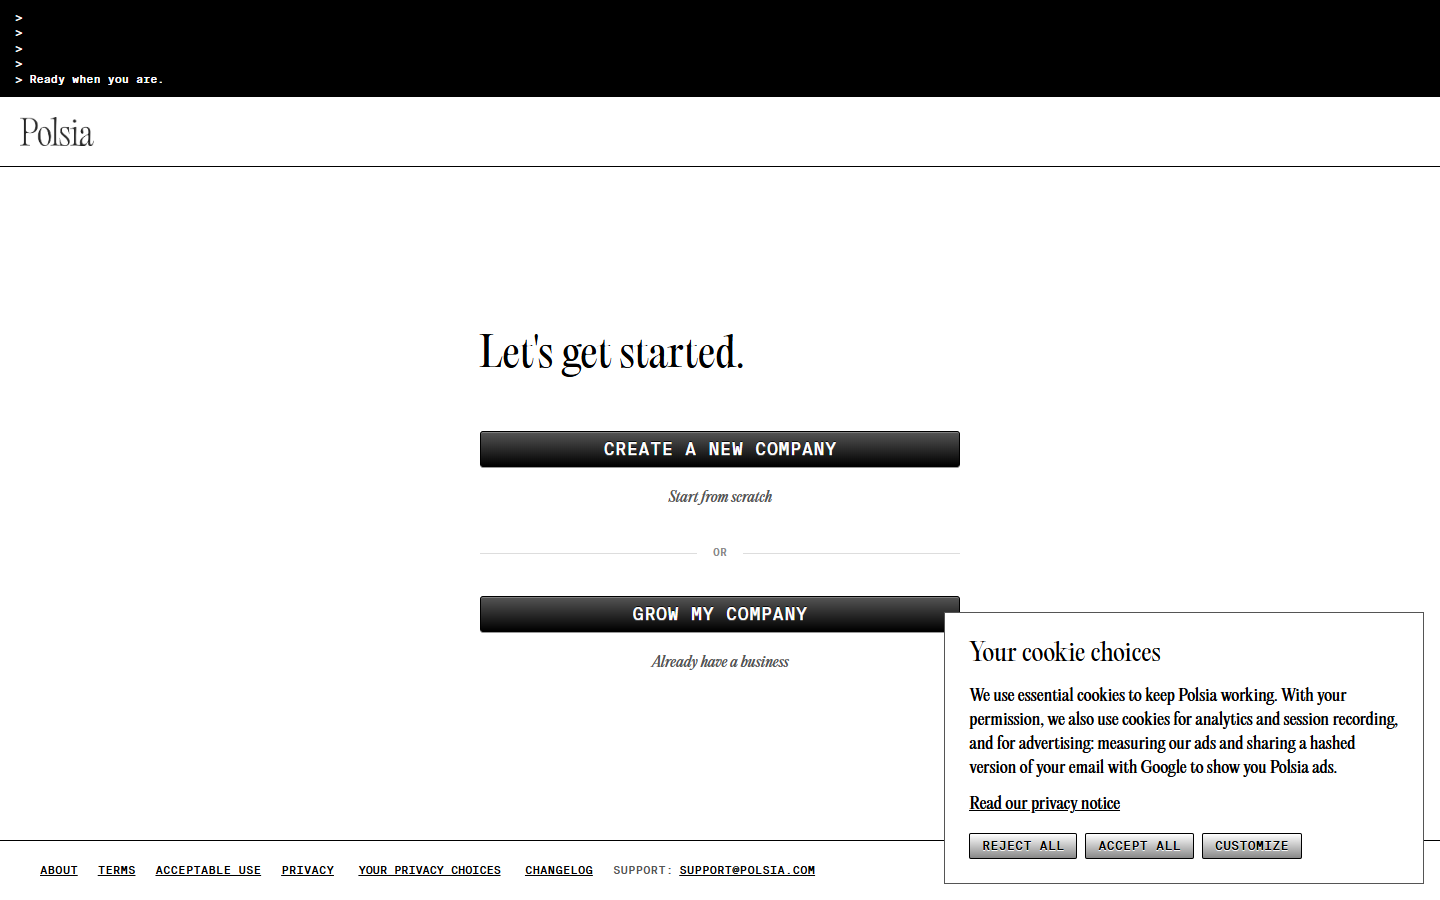 >
>
>
>
> Ready when you are.
Polsia
Let's get started.
CREATE A NEW COMPANY
Start from scratch
OR
GROW MY COMPANY
Already have a business
Your cookie choices
We use essential cookies to keep Polsia working. With your
permission, we also use cookies for analytics and session recording,
and for advertising: measuring our ads and sharing a hashed
version of your email with Google to show you Polsia ads.
Read our privacy notice
REJECT ALL ACCEPT ALL CUSTOMIZE
ABOUT TERMS ACCEPTABLE USE PRIVACY YOUR PRIVACY CHOICES CHANGELOG SUPPORT: SUPPORT@POLSIA.COM